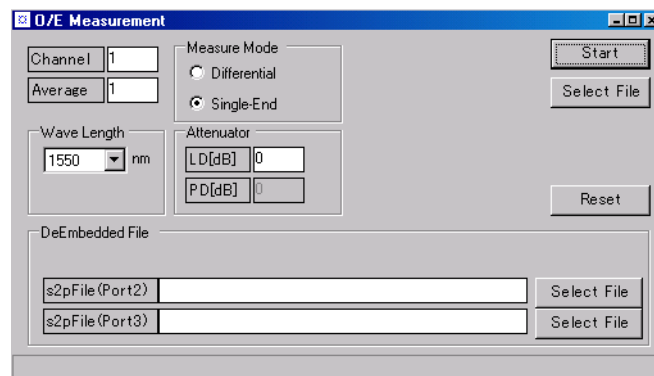 O/E Measurement
Channel 1
Average 1
Measure Mode
Differential
Single-End
Start
Select File
Wave Length
1550 nm
Attenuator
LD[dB] 0
PD[dB] 0
Reset
DeEmbedded File
s2pFile(Port2) Select File
s2pFile(Port3) Select File